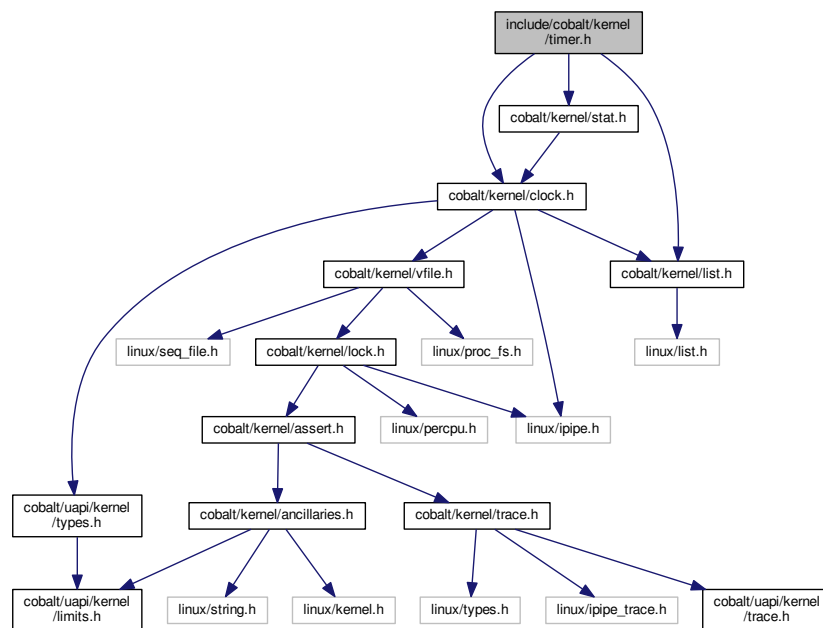 include/cobalt/kernel
/timer.h
cobalt/kernel/stat.h
cobalt/kernel/clock.h
cobalt/kernel/vfile.h
cobalt/kernel/list.h
linux/seq_file.h
cobalt/kernel/lock.h
linux/proc_fs.h
linux/list.h
cobalt/kernel/assert.h
linux/percpu.h
linux/ipipe.h
cobalt/uapi/kernel
/types.h
cobalt/kernel/ancillaries.h
cobalt/kernel/trace.h
cobalt/uapi/kernel
/limits.h
linux/string.h
linux/kernel.h
linux/types.h
linux/ipipe_trace.h
cobalt/uapi/kernel
/trace.h